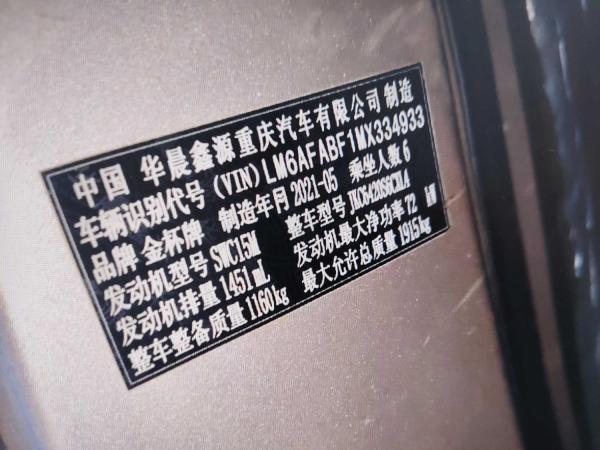 中国 华晨鑫源重庆汽车有限公司 制造
车辆识别代号 (VIN) LM6AFABF1MX334933
品牌 金杯牌 制造年月 2021-05 乘坐人数 6
发动机型号 SWC15M 整车型号 JKC6420S6CXLA
发动机排量 1451mL 发动机最大净功率 72 kW
整车整备质量 1160kg 最大允许总质量 1915kg